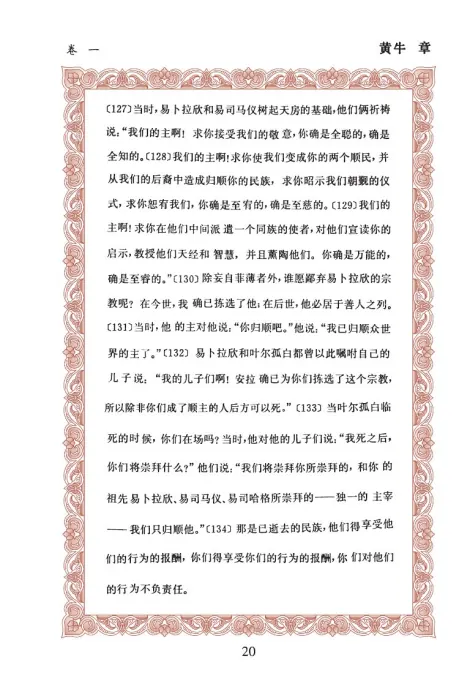 卷 一
黄牛 章
(127)当时,易卜拉欣和易司马仪树起天房的基础,他们俩祈祷
说:“我们的主啊! 求你接受我们的敬意,你确是全聪的,确是
全知的。(128)我们的主啊!求你使我们变成你的两个顺民,并
从我们的后裔中造成归顺你的民族, 求你昭示我们朝觐的仪
式,求你恕有我们,你确是至宥的,确是至慈的。(129)我们的
主啊!求你在他们中间派遣一个同族的使者,对他们宣读你的
启示,教授他们天经和 智慧, 并且薰陶他们。你确是万能的,
确是至睿的。”(130) 除妄自菲薄者外,谁愿鄙弃易卜拉欣的宗
教呢? 在今世,我 确已拣选了他;在后世,他必居于善人之列。
(131)当时,他 的主对他说:“你归顺吧。”他说:“我已归顺众世
界的主了。”(132) 易卜拉欣和叶尔孤白都曾以此嘱咐自己的
儿子说:“我的儿子们啊! 安拉 确已为你们拣选了这个宗教,
所以除非你们成了顺主的人后方可以死。”(133) 当叶尔孤白临
死的时候,你们在场吗? 当时,他对他的儿子们说:“我死之后,
你们将崇拜什么?”他们说:“我们将崇拜你所崇拜的,和你 的
祖先易卜拉欣、易司马仪、易司哈格所崇拜的——独一的 主宰
——我们只归顺他。”(134) 那是已逝去的民族,他们得享受他
们的行为的报酬,你们得享受你们的行为的报酬,你 们对他们
的行为不负责任。
20